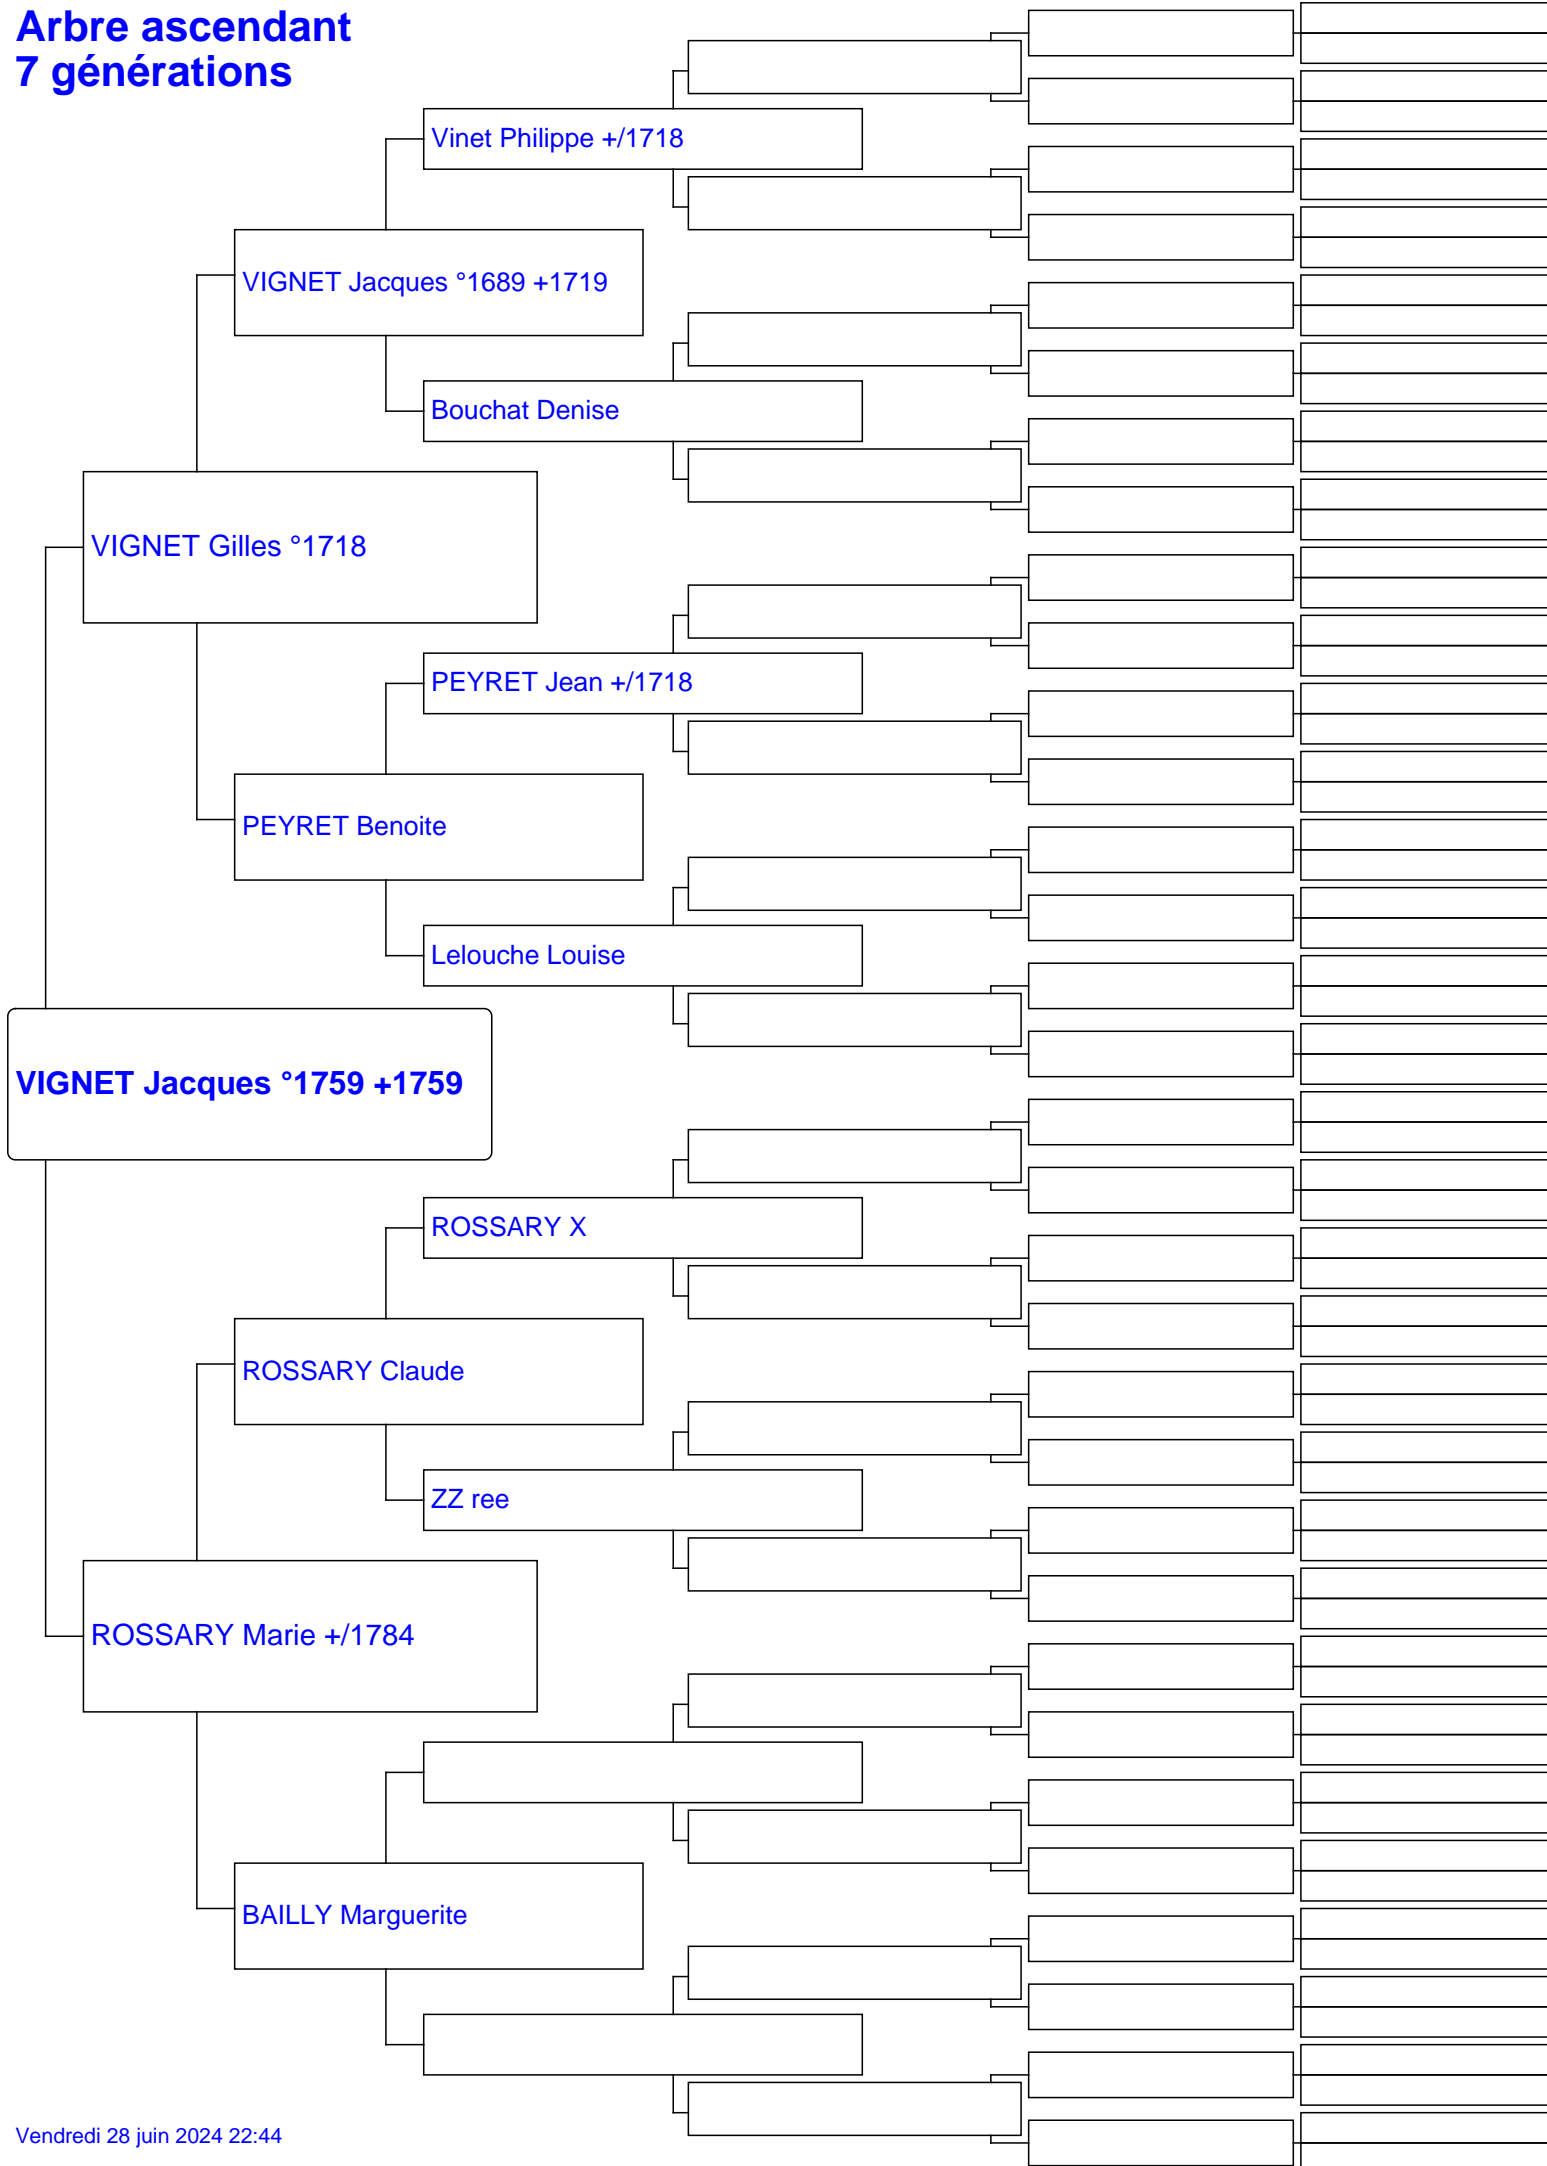 Arbre ascendant
7 générations
Vinet Philippe +/1718
VIGNET Jacques °1689 +1719
Bouchat Denise
VIGNET Gilles °1718
PEYRET Jean +/1718
PEYRET Benoite
Lelouche Louise
VIGNET Jacques °1759 +1759
ROSSARY X
ROSSARY Claude
ZZ ree
ROSSARY Marie +/1784
BAILLY Marguerite
Vendredi 28 juin 2024 22:44